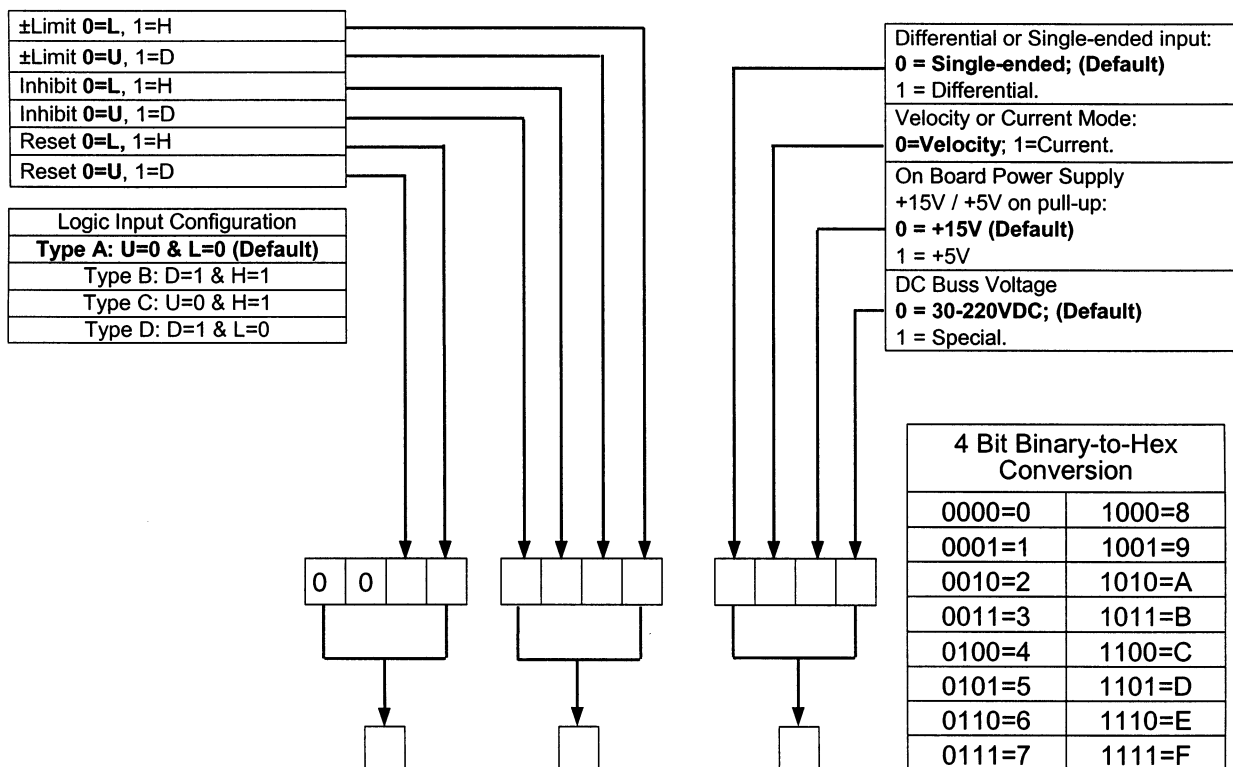 ±Limit 0=L, 1=H
±Limit 0=U, 1=D
Inhibit 0=L, 1=H
Inhibit 0=U, 1=D
Reset 0=L, 1=H
Reset 0=U, 1=D
Logic Input Configuration
Type A: U=0 & L=0 (Default)
Type B: D=1 & H=1
Type C: U=0 & H=1
Type D: D=1 & L=0
Differential or Single-ended input:
0 = Single-ended; (Default)
1 = Differential.
Velocity or Current Mode:
0=Velocity; 1=Current.
On Board Power Supply
+15V / +5V on pull-up:
0 = +15V (Default)
1 = +5V
DC Buss Voltage
0 = 30-220VDC; (Default)
1 = Special.
0 0
4 Bit Binary-to-Hex
Conversion
0000=0 1000=8
0001=1 1001=9
0010=2 1010=A
0011=3 1011=B
0100=4 1100=C
0101=5 1101=D
0110=6 1110=E
0111=7 1111=F